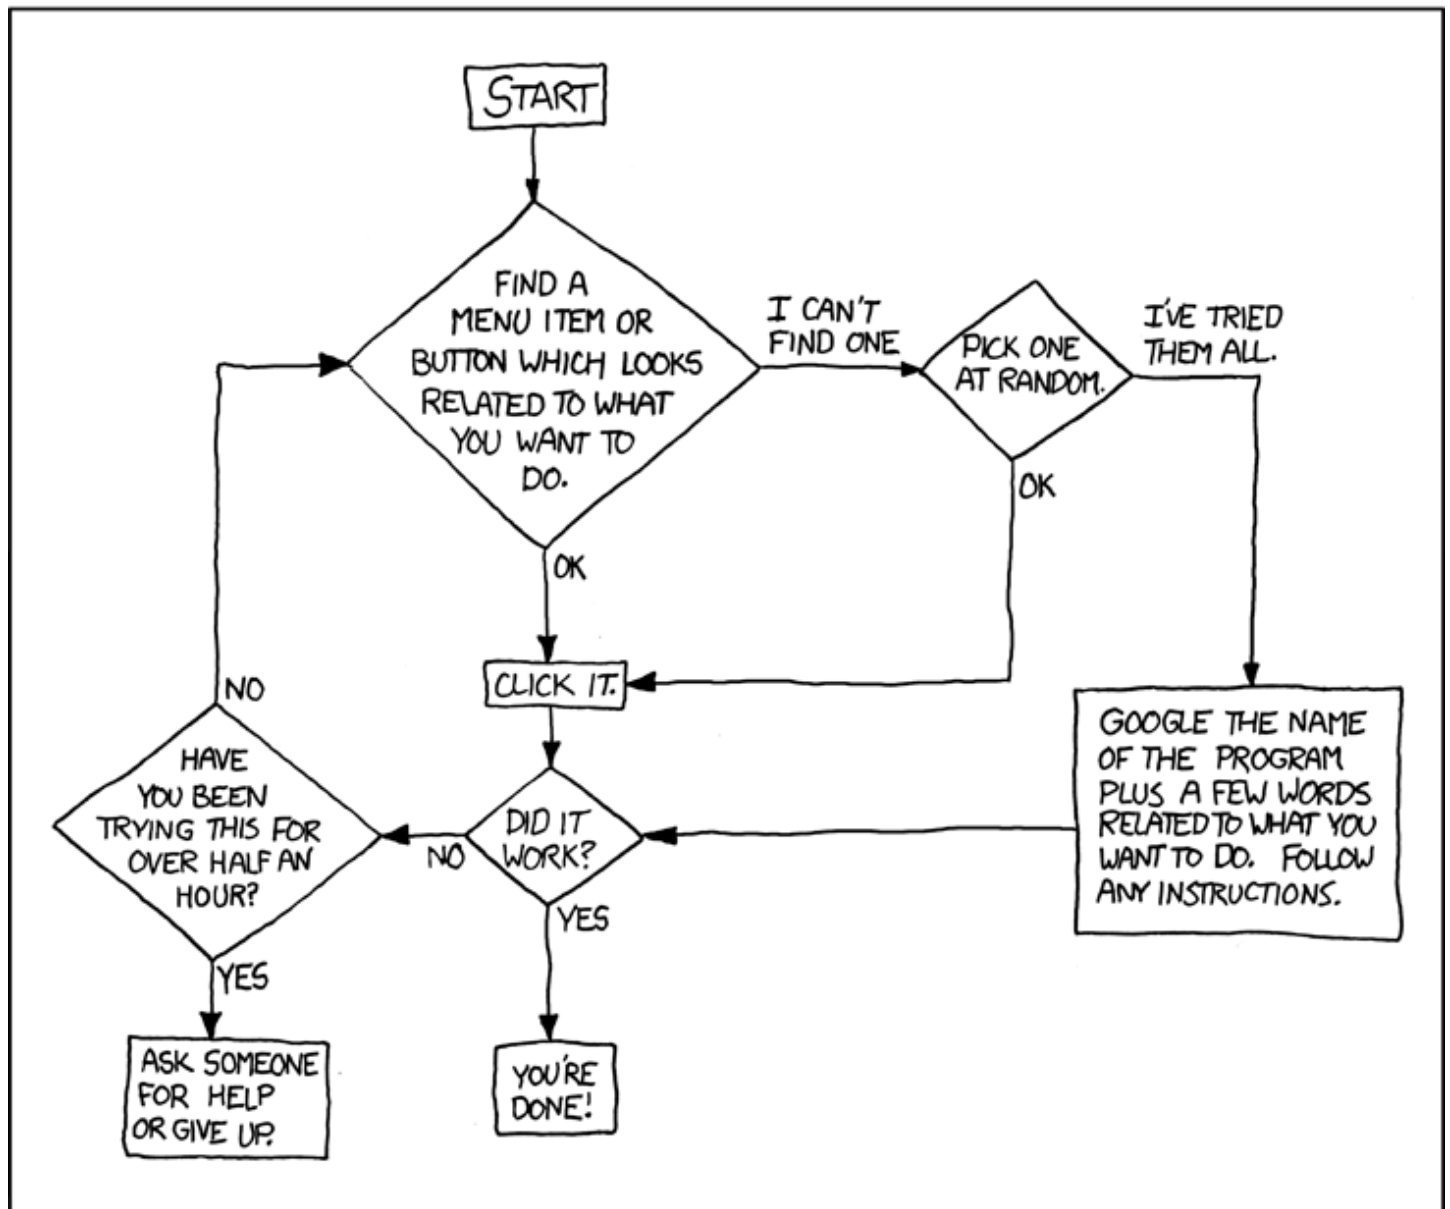 START
FIND A
MENU ITEM OR
BUTTON WHICH LOOKS
RELATED TO WHAT
YOU WANT TO
DO.
I CAN'T
FIND ONE
PICK ONE
AT RANDOM.
I'VE TRIED
THEM ALL.
OK
OK
CLICK IT.
NO
HAVE
YOU BEEN
TRYING THIS FOR
OVER HALF AN
HOUR?
DID IT
WORK?
NO
GOOGLE THE NAME
OF THE PROGRAM
PLUS A FEW WORDS
RELATED TO WHAT YOU
WANT TO DO. FOLLOW
ANY INSTRUCTIONS.
YES
YES
ASK SOMEONE
FOR HELP
OR GIVE UP.
YOU'RE
DONE!